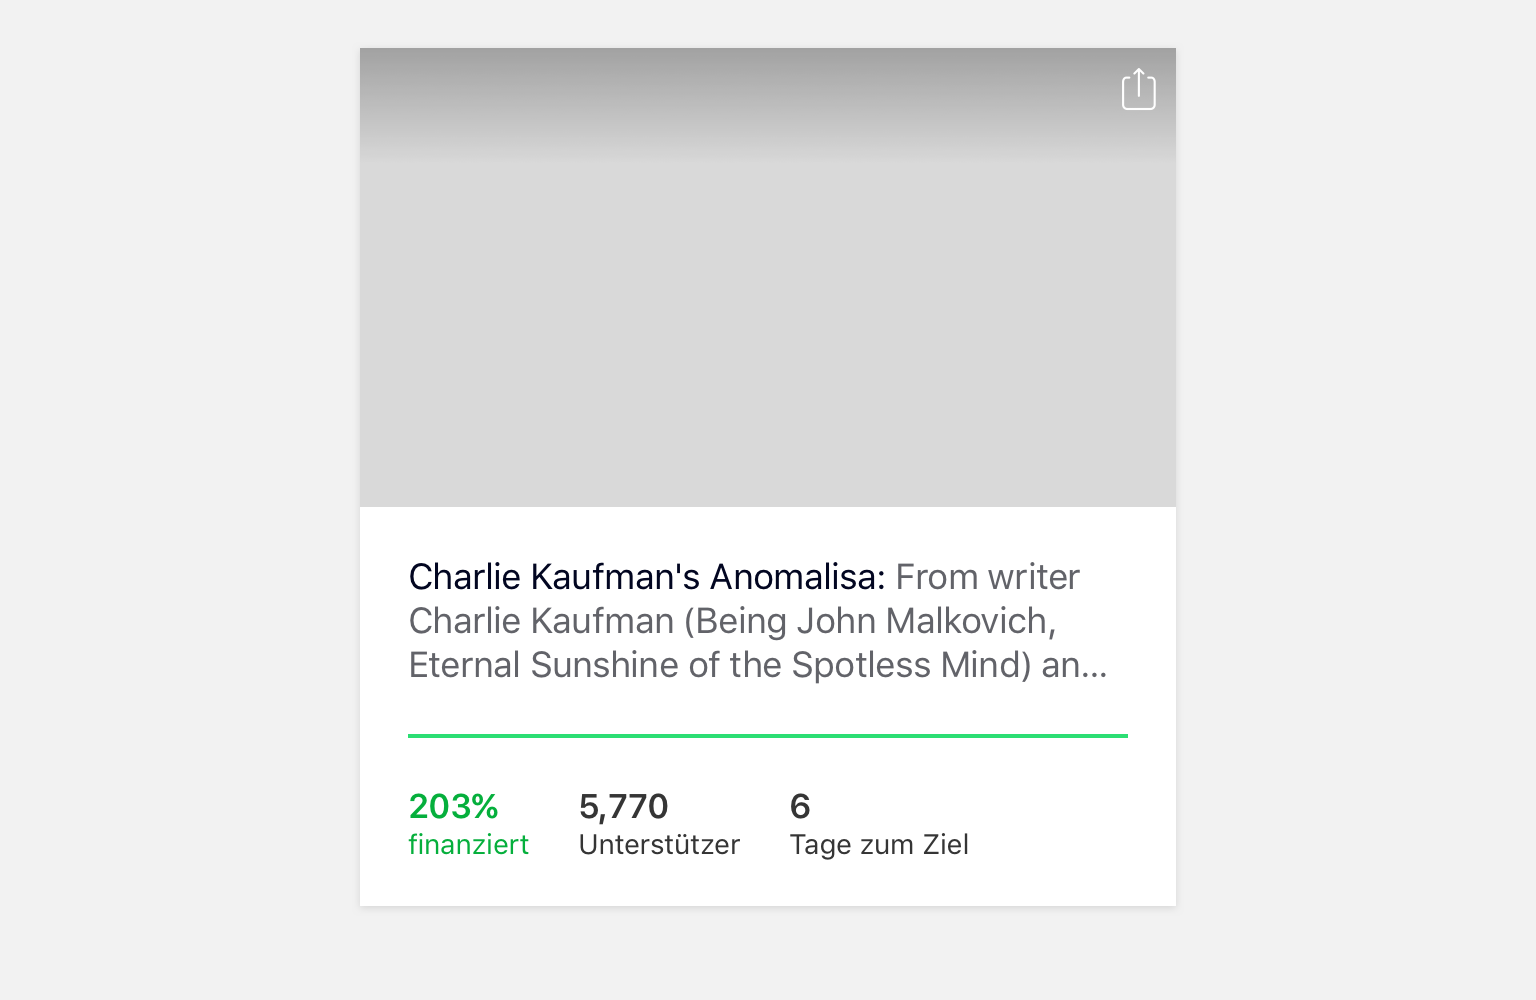 Charlie Kaufman's Anomalisa: From writer
Charlie Kaufman (Being John Malkovich,
Eternal Sunshine of the Spotless Mind) an...
203% 5,770 6
finanziert Unterstützer Tage zum Ziel